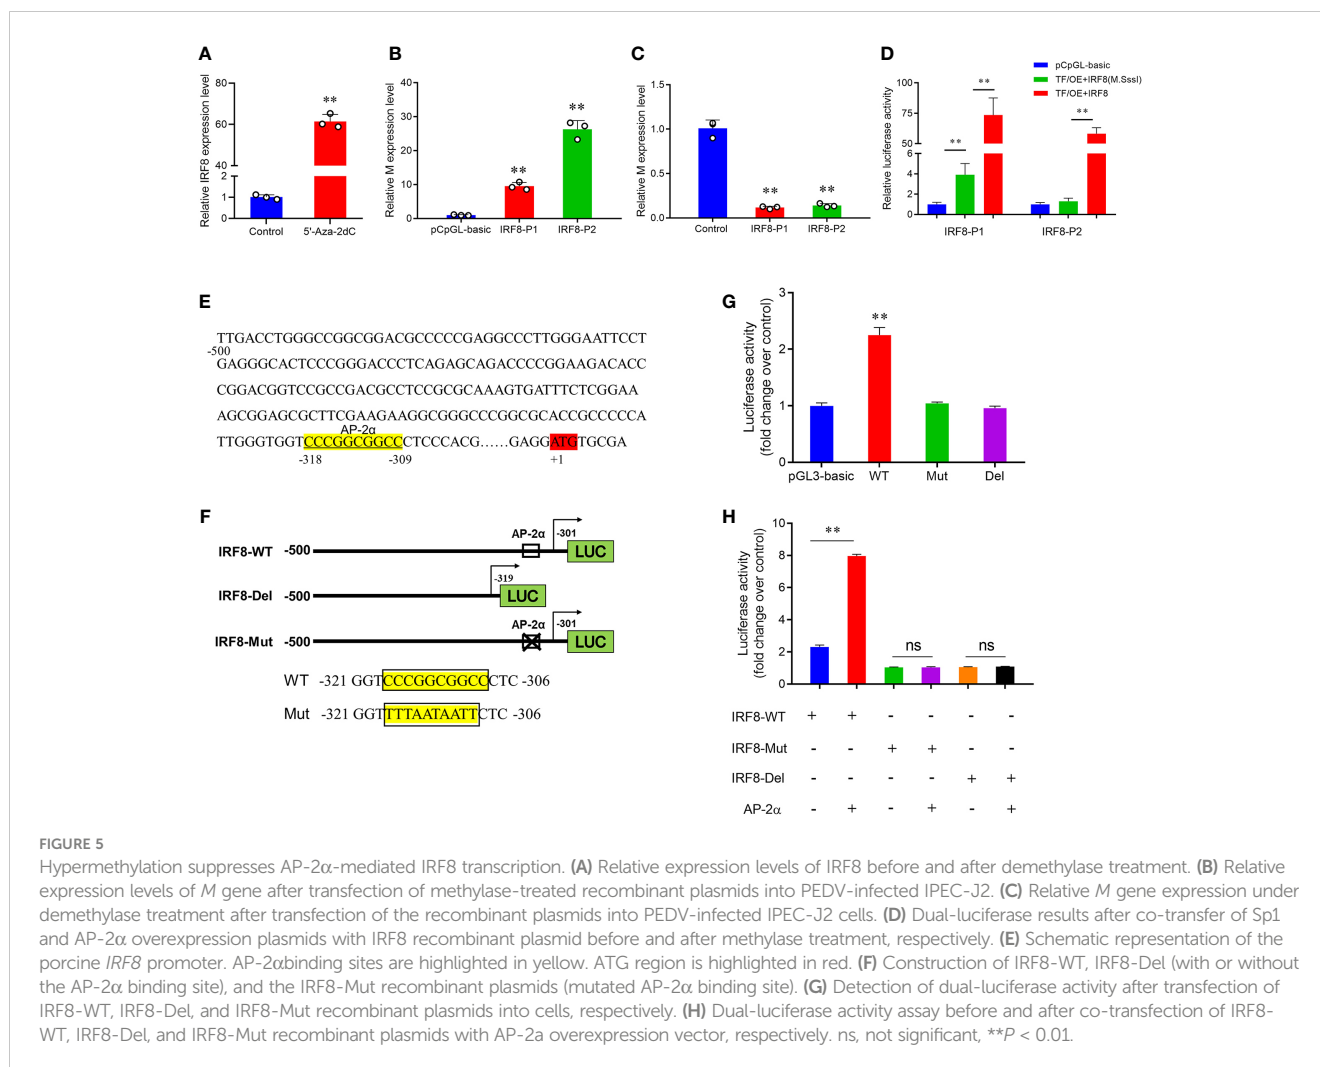 A
Relative IRF8 expression level
80
60
40
2
1
0
**
Control
5'-Aza-2dC
B
Relative M expression level
40
30
20
10
0
**
**
pCpGL-basic
IRF8-P1
IRF8-P2
C
Relative M expression level
1.5
1.0
0.5
0.0
**
**
Control
IRF8-P1
IRF8-P2
D
pCpGL-basic
TF/OE+IRF8(M.SssI)
TF/OE+IRF8
Relative luciferase activity
100
75
50
6
4
2
0
**
**
**
IRF8-P1
IRF8-P2
E
TTGACCTGGGCCGGCGGACGCCCCCGAGGCCCTTGGGAATTCCT
-500
GAGGGCACTCCCGGGACCCTCAGAGCAGACCCCGGAAGACACC
CGGACGGTCCGCCGACGCCTCCGCGCAAAGTGATTTCTCGGAA
AGCGGAGCGCTTCGAAGAAGGCGGGCCCGGCGCACCGCCCCCA
AP-2α
TTGGGTGGTCCCGGCGGCCCTCCCACG......GAGGATGTGCGA
-318 -309 +1
F
IRF8-WT -500 AP-2α -301 LUC
IRF8-Del -500 -319 LUC
IRF8-Mut -500 AP-2α -301 LUC
WT -321 GGTCCCGGCGGCCCTC -306
Mut -321 GGTTTTAATAATTCTC -306
G
Luciferase activity
(fold change over control)
3
2
1
0
**
pGL3-basic
WT
Mut
Del
H
Luciferase activity
(fold change over control)
10
8
6
4
2
0
**
ns
ns
IRF8-WT + + - - - -
IRF8-Mut - - + + - -
IRF8-Del - - - - + +
AP-2α - + - + - +
FIGURE 5
Hypermethylation suppresses AP-2α-mediated IRF8 transcription. (A) Relative expression levels of IRF8 before and after demethylase treatment. (B) Relative
expression levels of M gene after transfection of methylase-treated recombinant plasmids into PEDV-infected IPEC-J2. (C) Relative M gene expression under
demethylase treatment after transfection of the recombinant plasmids into PEDV-infected IPEC-J2 cells. (D) Dual-luciferase results after co-transfer of Sp1
and AP-2α overexpression plasmids with IRF8 recombinant plasmid before and after methylase treatment, respectively. (E) Schematic representation of the
porcine IRF8 promoter. AP-2αbinding sites are highlighted in yellow. ATG region is highlighted in red. (F) Construction of IRF8-WT, IRF8-Del (with or without
the AP-2α binding site), and the IRF8-Mut recombinant plasmids (mutated AP-2α binding site). (G) Detection of dual-luciferase activity after transfection of
IRF8-WT, IRF8-Del, and IRF8-Mut recombinant plasmids into cells, respectively. (H) Dual-luciferase activity assay before and after co-transfection of IRF8-
WT, IRF8-Del, and IRF8-Mut recombinant plasmids with AP-2a overexpression vector, respectively. ns, not significant, **P < 0.01.